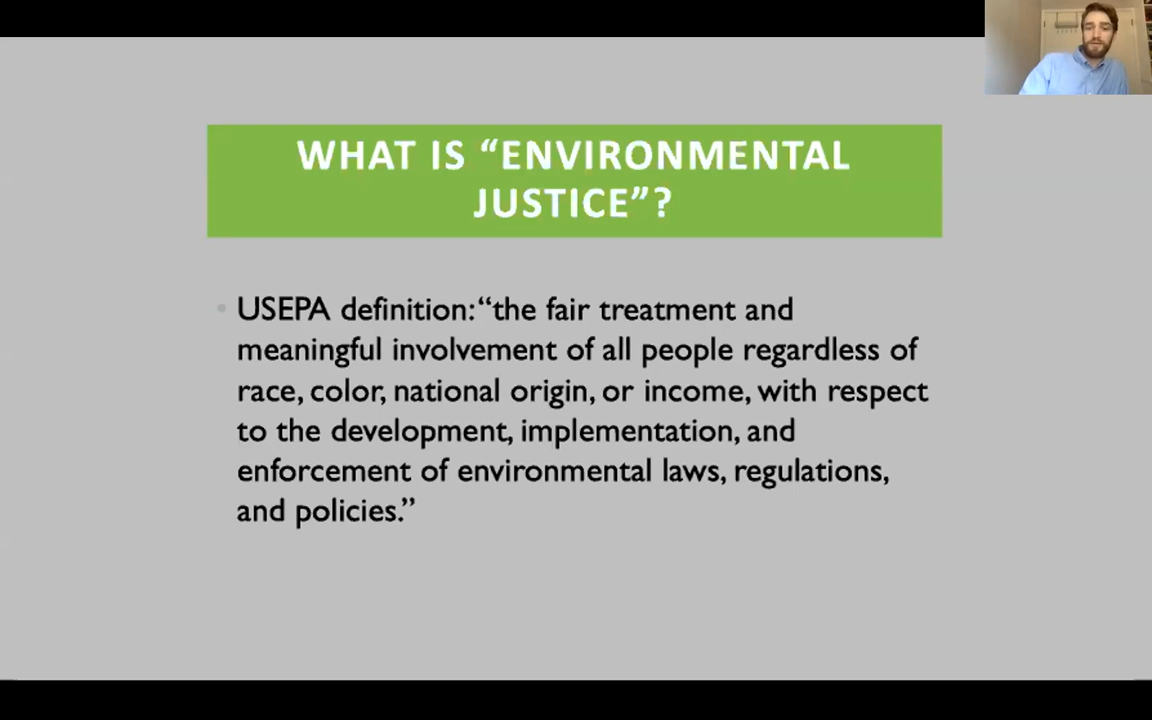 WHAT IS “ENVIRONMENTAL
JUSTICE”?
• USEPA definition: “the fair treatment and
meaningful involvement of all people regardless of
race, color, national origin, or income, with respect
to the development, implementation, and
enforcement of environmental laws, regulations,
and policies.”